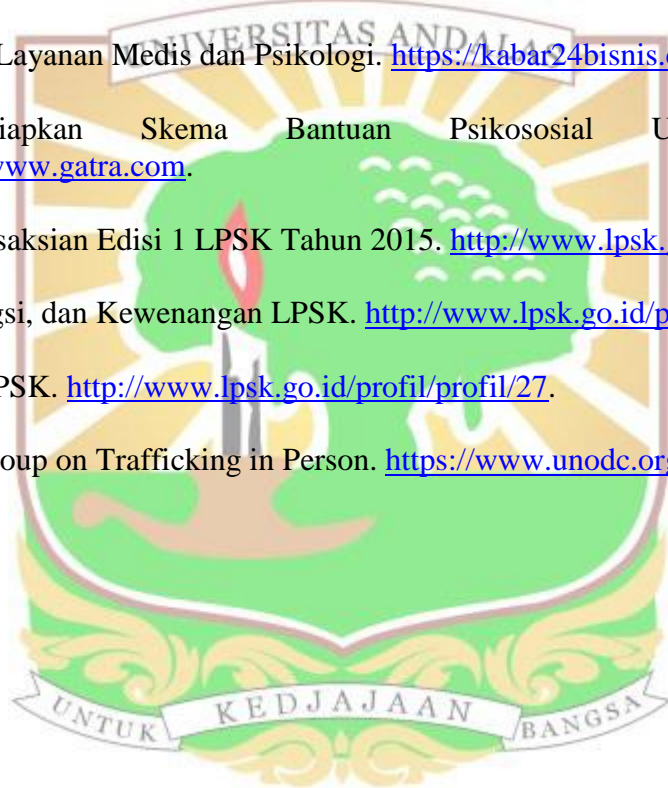 UNIVERSITAS ANDALAS
Layanan Medis dan Psikologi. https://kabar24bisnis.
iapkan Skema Bantuan Psikososial U
www.gatra.com.
saksian Edisi 1 LPSK Tahun 2015. http://www.lpsk.
gsi, dan Kewenangan LPSK. http://www.lpsk.go.id/p
PSK. http://www.lpsk.go.id/profil/profil/27.
oup on Trafficking in Person. https://www.unodc.org
UNTUK KEDJAJAAN BANGSA